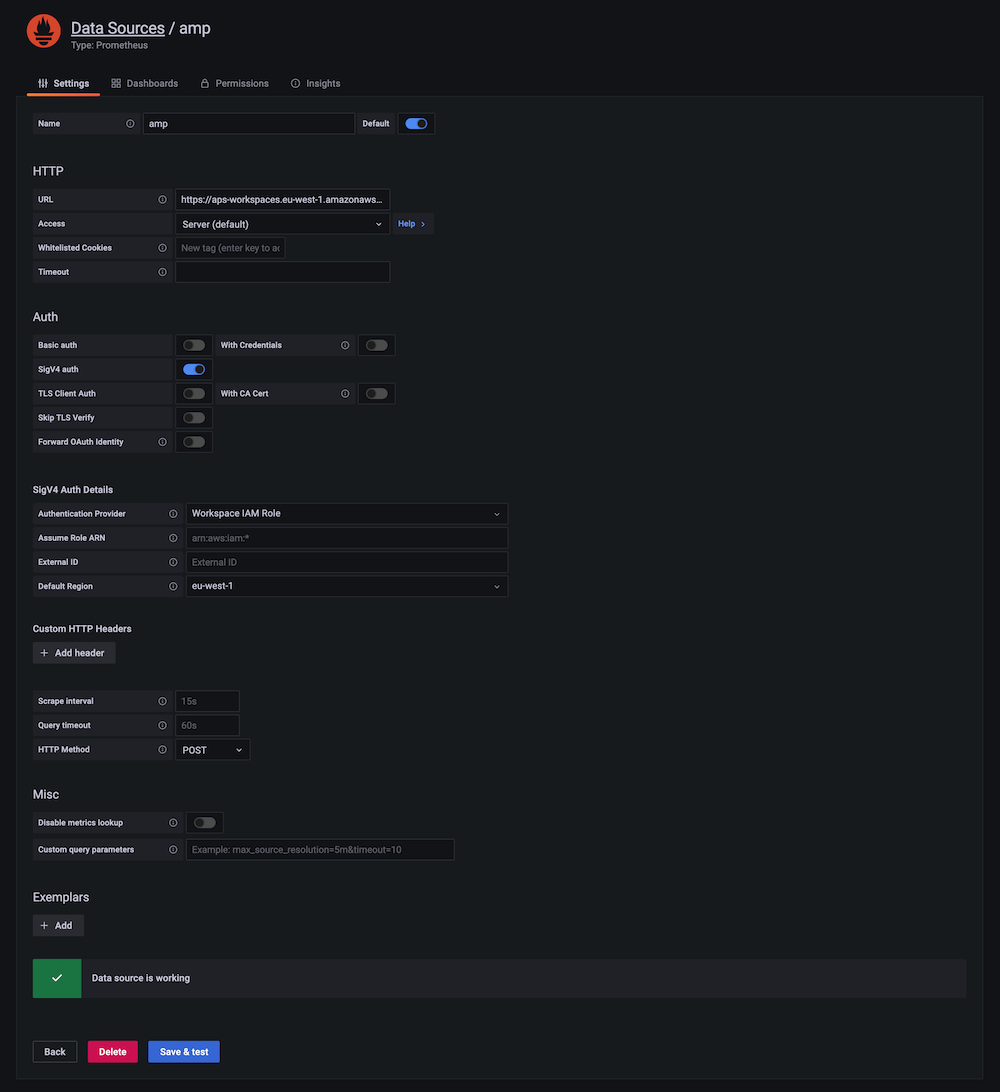 Data Sources / amp
Type: Prometheus
Settings Dashboards Permissions Insights
Name amp Default
HTTP
URL https://aps-workspaces.eu-west-1.amazonaws...
Access Server (default) Help >
Whitelisted Cookies New tag (enter key to ac
Timeout
Auth
Basic auth With Credentials
SigV4 auth
TLS Client Auth With CA Cert
Skip TLS Verify
Forward OAuth Identity
SigV4 Auth Details
Authentication Provider Workspace IAM Role
Assume Role ARN arn:aws:iam:*
External ID External ID
Default Region eu-west-1
Custom HTTP Headers
+ Add header
Scrape interval 15s
Query timeout 60s
HTTP Method POST
Misc
Disable metrics lookup
Custom query parameters Example: max_source_resolution=5m&timeout=10
Exemplars
+ Add
Data source is working
Back Delete Save & test